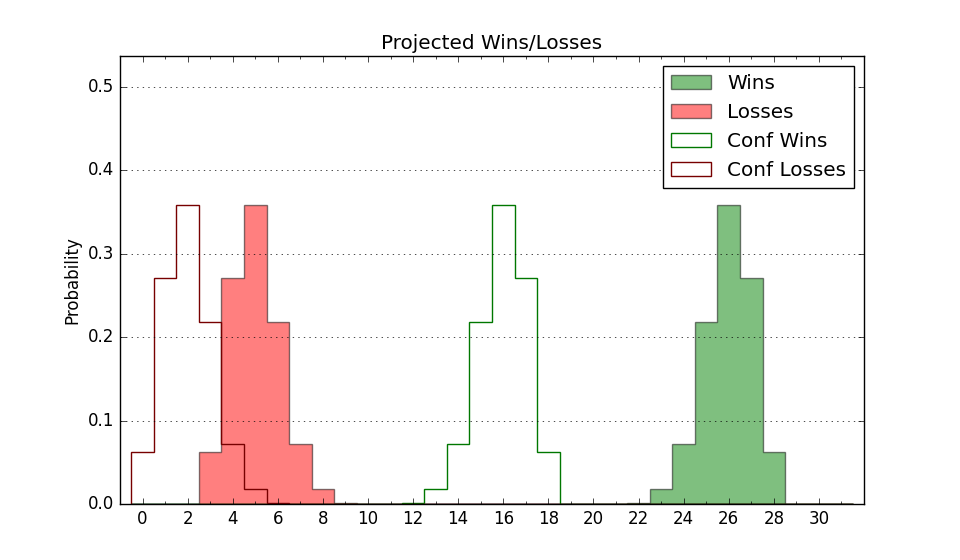 Projected Wins/Losses
Wins
Losses
Conf Wins
Conf Losses
Probability
0.5
0.4
0.3
0.2
0.1
0.0
0 2 4 6 8 10 12 14 16 18 20 22 24 26 28 30